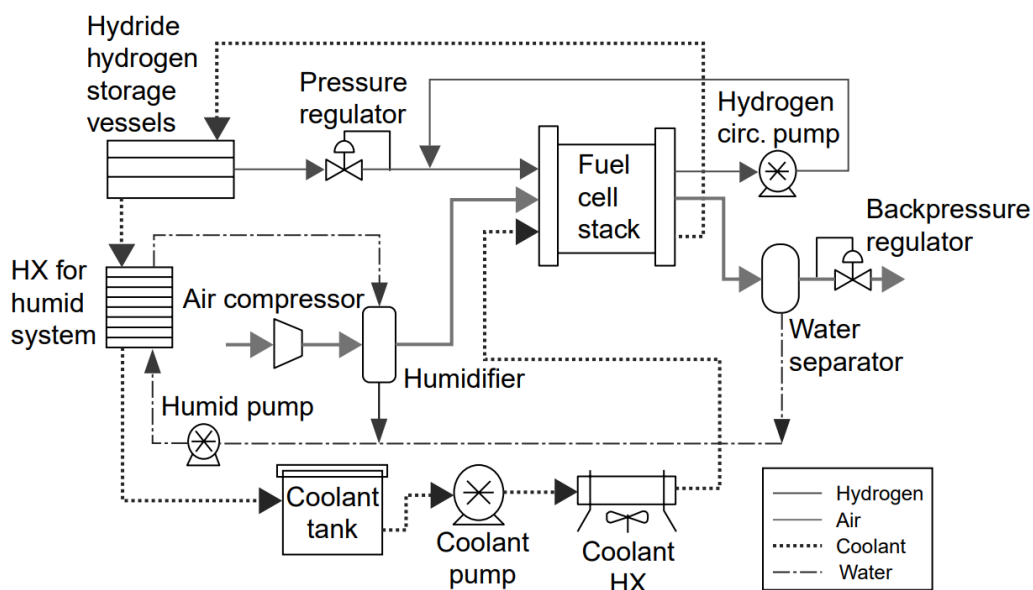 Hydride
hydrogen
storage
vessels
Pressure
regulator
Hydrogen
circ. pump
Fuel
cell
stack
Backpressure
regulator
HX for
humid
system
Air compressor
Humidifier
Water
separator
Humid pump
Coolant
tank
Coolant
pump
Coolant
HX
Hydrogen
Air
Coolant
Water